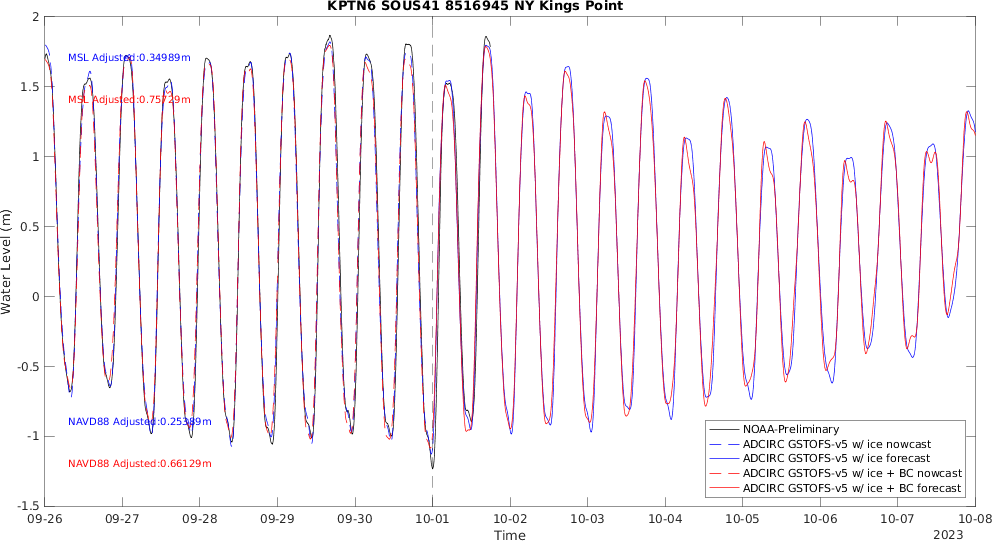 KPTN6 SOUS41 8516945 NY Kings Point
2
1.5
1
0.5
0
-0.5
-1
-1.5
Water Level (m)
MSL Adjusted:0.34989m
MSL Adjusted:0.75729m
NAVD88 Adjusted:0.25389m
NAVD88 Adjusted:0.66129m
NOAA-Preliminary
ADCIRC GSTOFS-v5 w/ ice nowcast
ADCIRC GSTOFS-v5 w/ ice forecast
ADCIRC GSTOFS-v5 w/ ice + BC nowcast
ADCIRC GSTOFS-v5 w/ ice + BC forecast
09-26 09-27 09-28 09-29 09-30 10-01 10-02 10-03 10-04 10-05 10-06 10-07 10-08
Time
2023